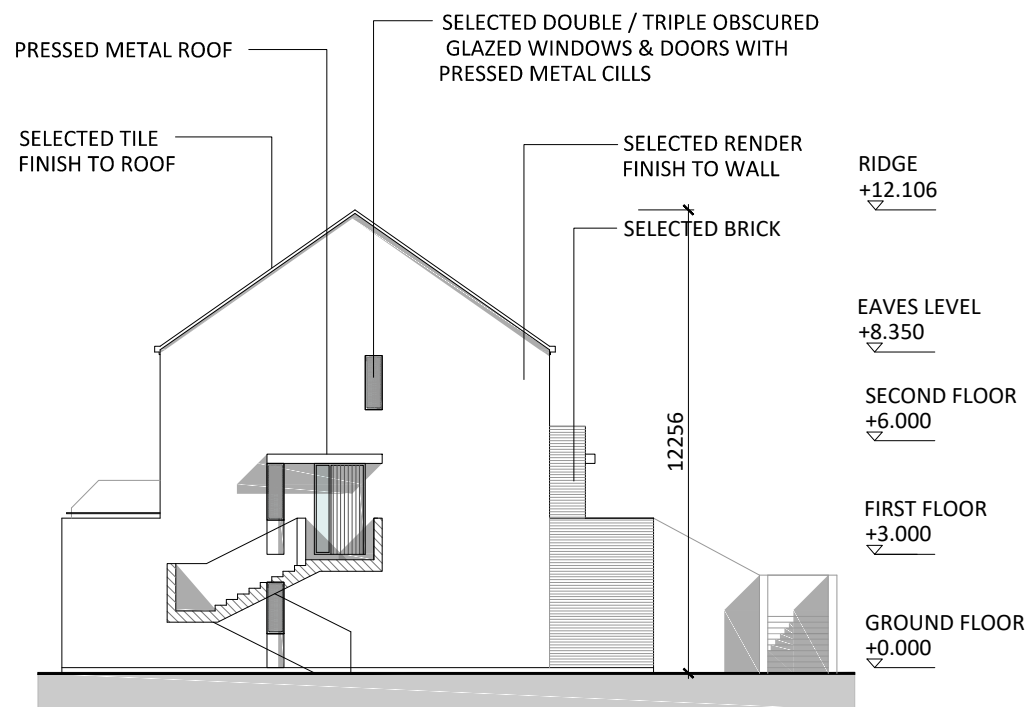 SELECTED DOUBLE / TRIPLE OBSCURED
GLAZED WINDOWS & DOORS WITH
PRESSED METAL CILLS
PRESSED METAL ROOF
SELECTED TILE
FINISH TO ROOF
SELECTED RENDER
FINISH TO WALL
SELECTED BRICK
12256
RIDGE
+12.106
EAVES LEVEL
+8.350
SECOND FLOOR
+6.000
FIRST FLOOR
+3.000
GROUND FLOOR
+0.000